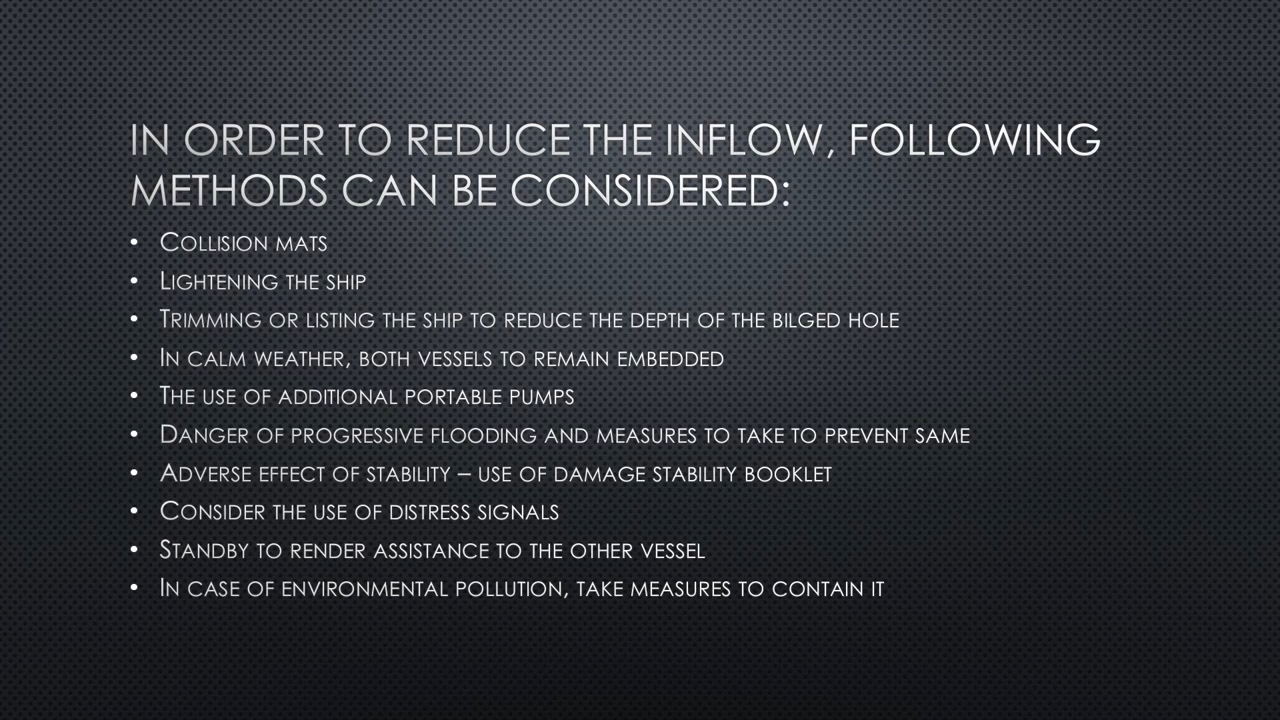 IN ORDER TO REDUCE THE INFLOW, FOLLOWING
METHODS CAN BE CONSIDERED:
• COLLISION MATS
• LIGHTENING THE SHIP
• TRIMMING OR LISTING THE SHIP TO REDUCE THE DEPTH OF THE BILGED HOLE
• IN CALM WEATHER, BOTH VESSELS TO REMAIN EMBEDDED
• THE USE OF ADDITIONAL PORTABLE PUMPS
• DANGER OF PROGRESSIVE FLOODING AND MEASURES TO TAKE TO PREVENT SAME
• ADVERSE EFFECT OF STABILITY – USE OF DAMAGE STABILITY BOOKLET
• CONSIDER THE USE OF DISTRESS SIGNALS
• STANDBY TO RENDER ASSISTANCE TO THE OTHER VESSEL
• IN CASE OF ENVIRONMENTAL POLLUTION, TAKE MEASURES TO CONTAIN IT